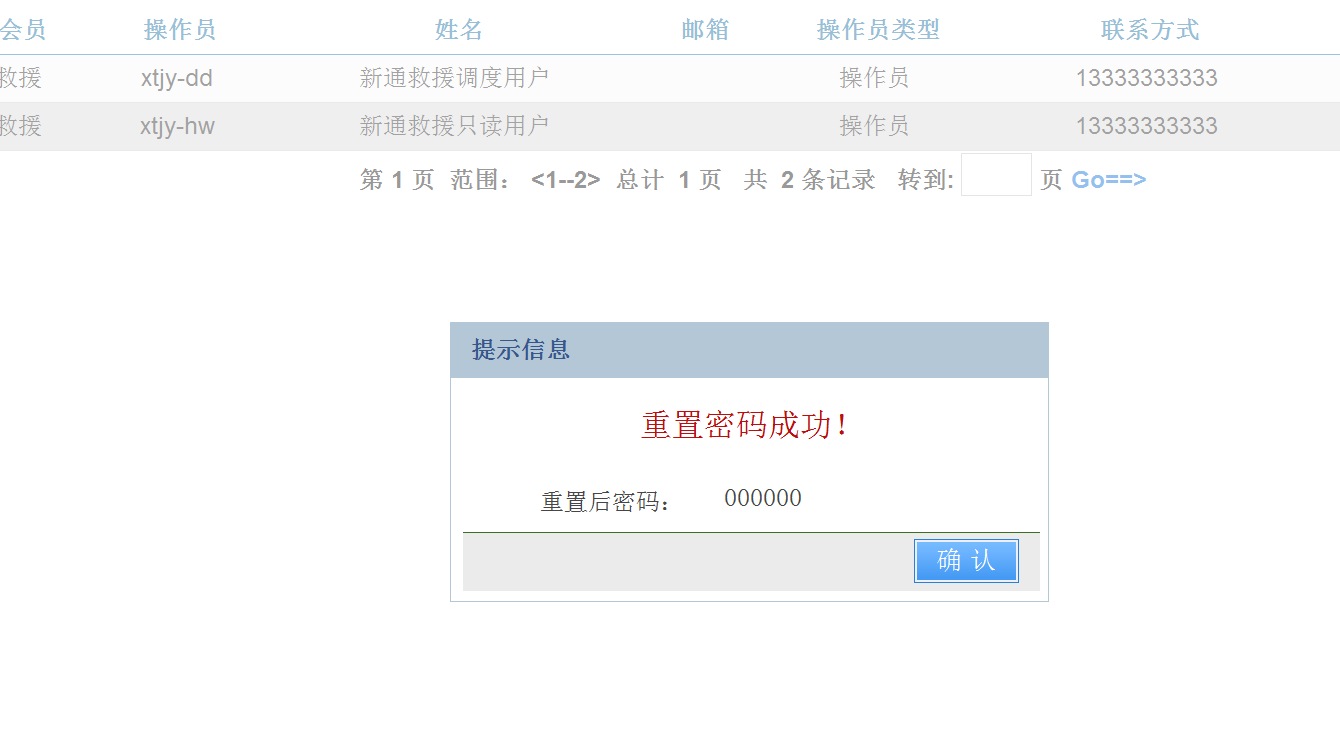 会员 操作员 姓名 邮箱 操作员类型 联系方式
救援 xtjy-dd 新通救援调度用户 操作员 13333333333
救援 xtjy-hw 新通救援只读用户 操作员 13333333333
第 1 页 范围： <1--2> 总计 1 页 共 2 条记录 转到: 页 Go==>
提示信息
重置密码成功！
重置后密码： 000000
确 认